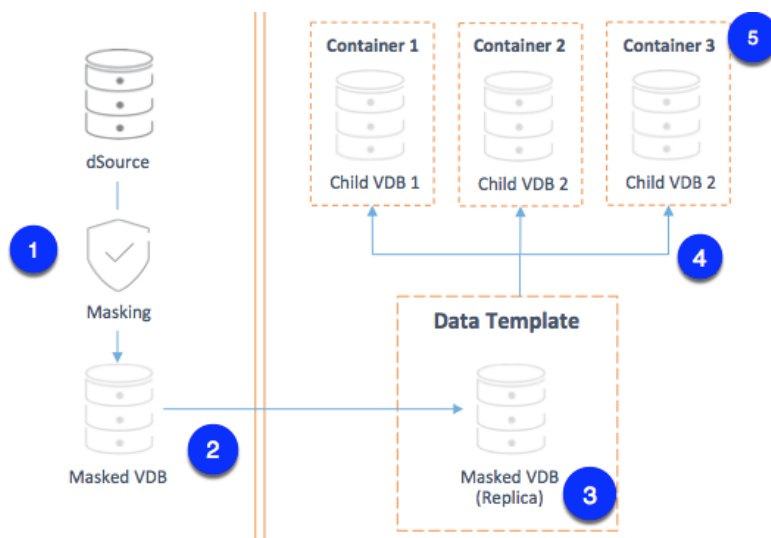 Container 1
Container 2
Container 3
5
dSource
Child VDB 1
Child VDB 2
Child VDB 2
1
4
Masking
Data Template
2
Masked VDB
Masked VDB
(Replica)
3